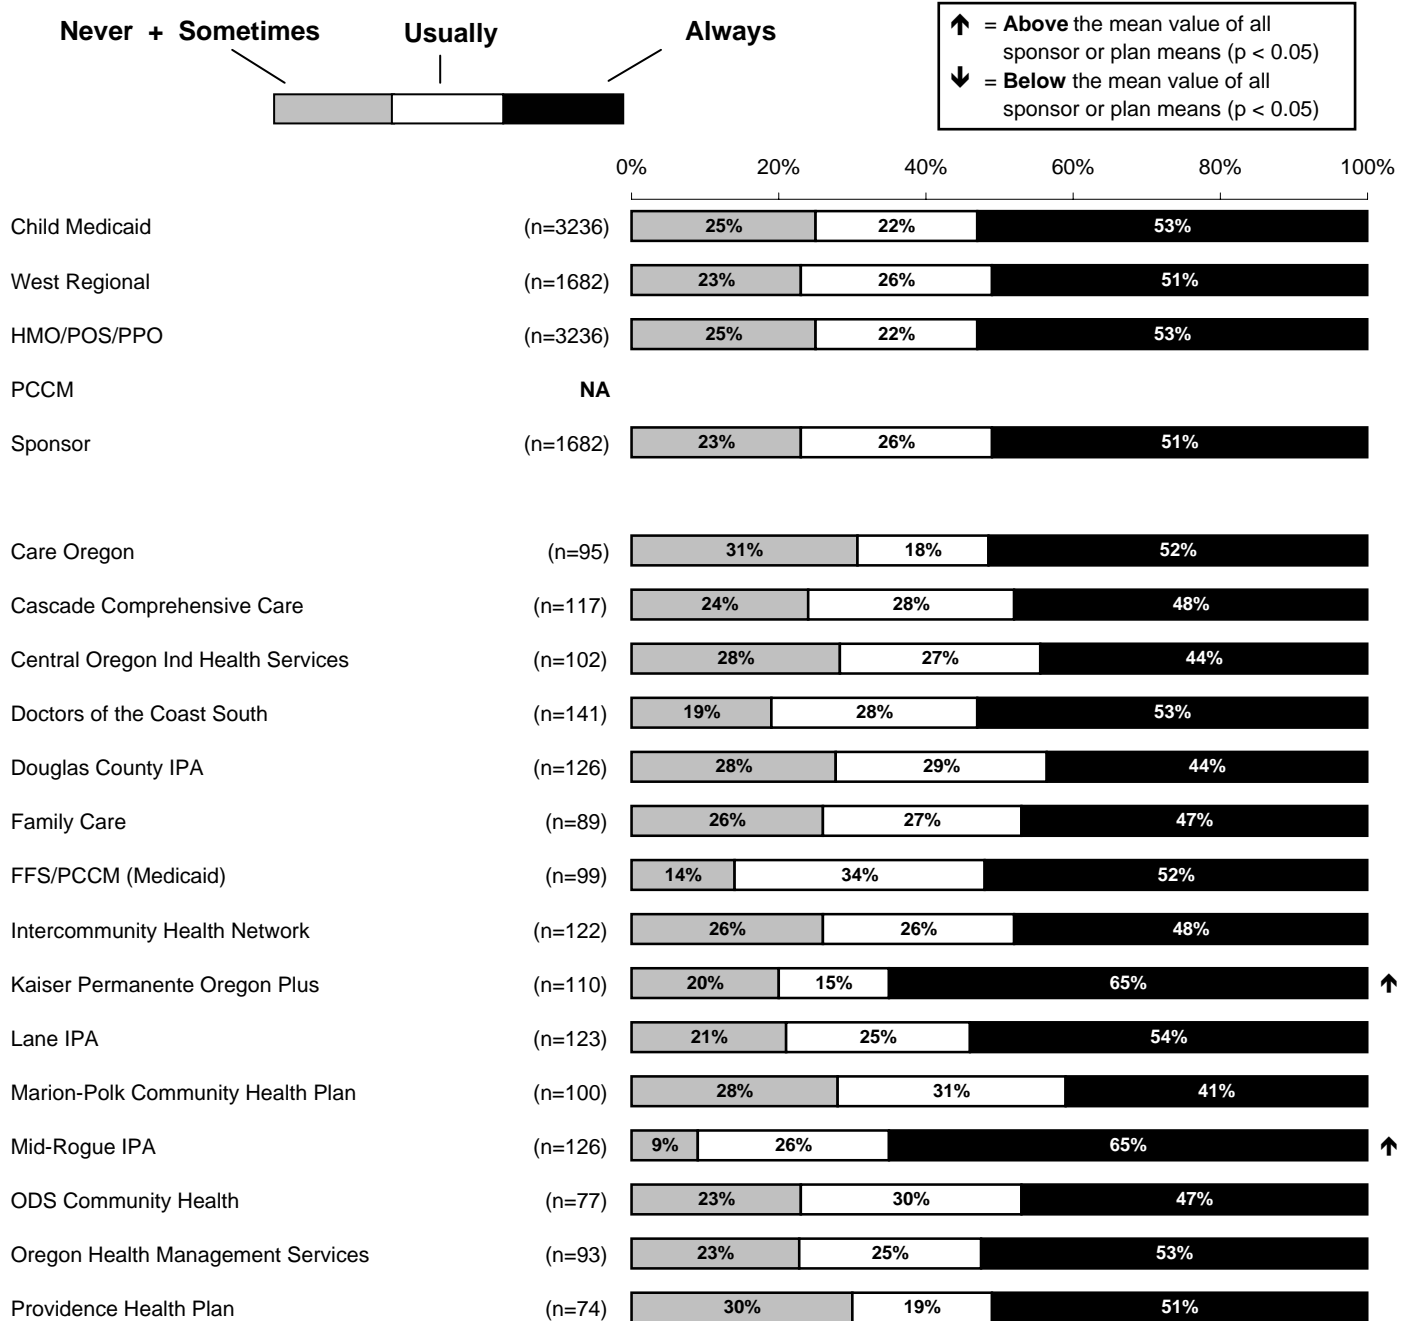 Never + Sometimes Usually Always
↑ = Above the mean value of all
sponsor or plan means (p < 0.05)
↓ = Below the mean value of all
sponsor or plan means (p < 0.05)
0% 20% 40% 60% 80% 100%
Child Medicaid (n=3236) 25% 22% 53%
West Regional (n=1682) 23% 26% 51%
HMO/POS/PPO (n=3236) 25% 22% 53%
PCCM NA
Sponsor (n=1682) 23% 26% 51%
Care Oregon (n=95) 31% 18% 52%
Cascade Comprehensive Care (n=117) 24% 28% 48%
Central Oregon Ind Health Services (n=102) 28% 27% 44%
Doctors of the Coast South (n=141) 19% 28% 53%
Douglas County IPA (n=126) 28% 29% 44%
Family Care (n=89) 26% 27% 47%
FFS/PCCM (Medicaid) (n=99) 14% 34% 52%
Intercommunity Health Network (n=122) 26% 26% 48%
Kaiser Permanente Oregon Plus (n=110) 20% 15% 65% ↑
Lane IPA (n=123) 21% 25% 54%
Marion-Polk Community Health Plan (n=100) 28% 31% 41%
Mid-Rogue IPA (n=126) 9% 26% 65% ↑
ODS Community Health (n=77) 23% 30% 47%
Oregon Health Management Services (n=93) 23% 25% 53%
Providence Health Plan (n=74) 30% 19% 51%